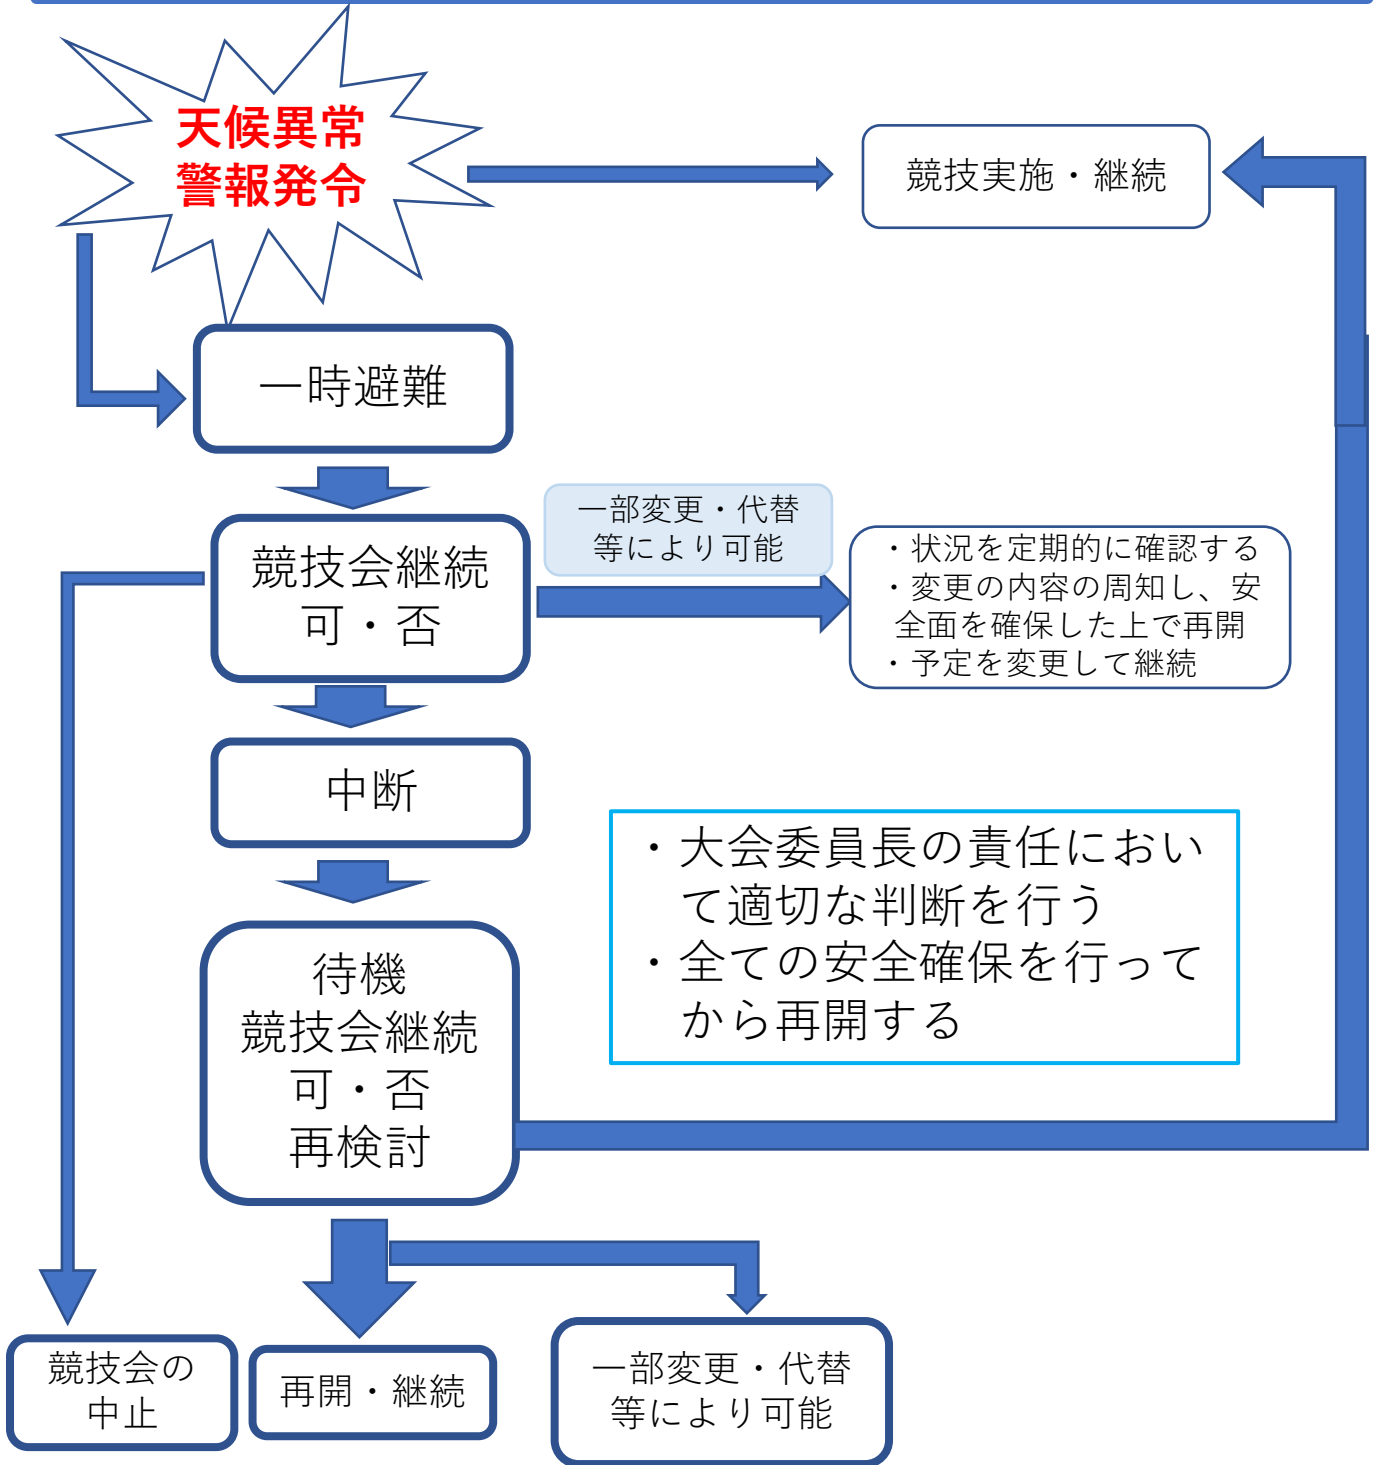 天候異常
警報発令
競技実施・継続
一時避難
一部変更・代替
等により可能
競技会継続
可・否
・状況を定期的に確認する
・変更の内容の周知し、安
全面を確保した上で再開
・予定を変更して継続
中断
・大会委員長の責任におい
て適切な判断を行う
・全ての安全確保を行って
から再開する
待機
競技会継続
可・否
再検討
競技会の
中止
再開・継続
一部変更・代替
等により可能